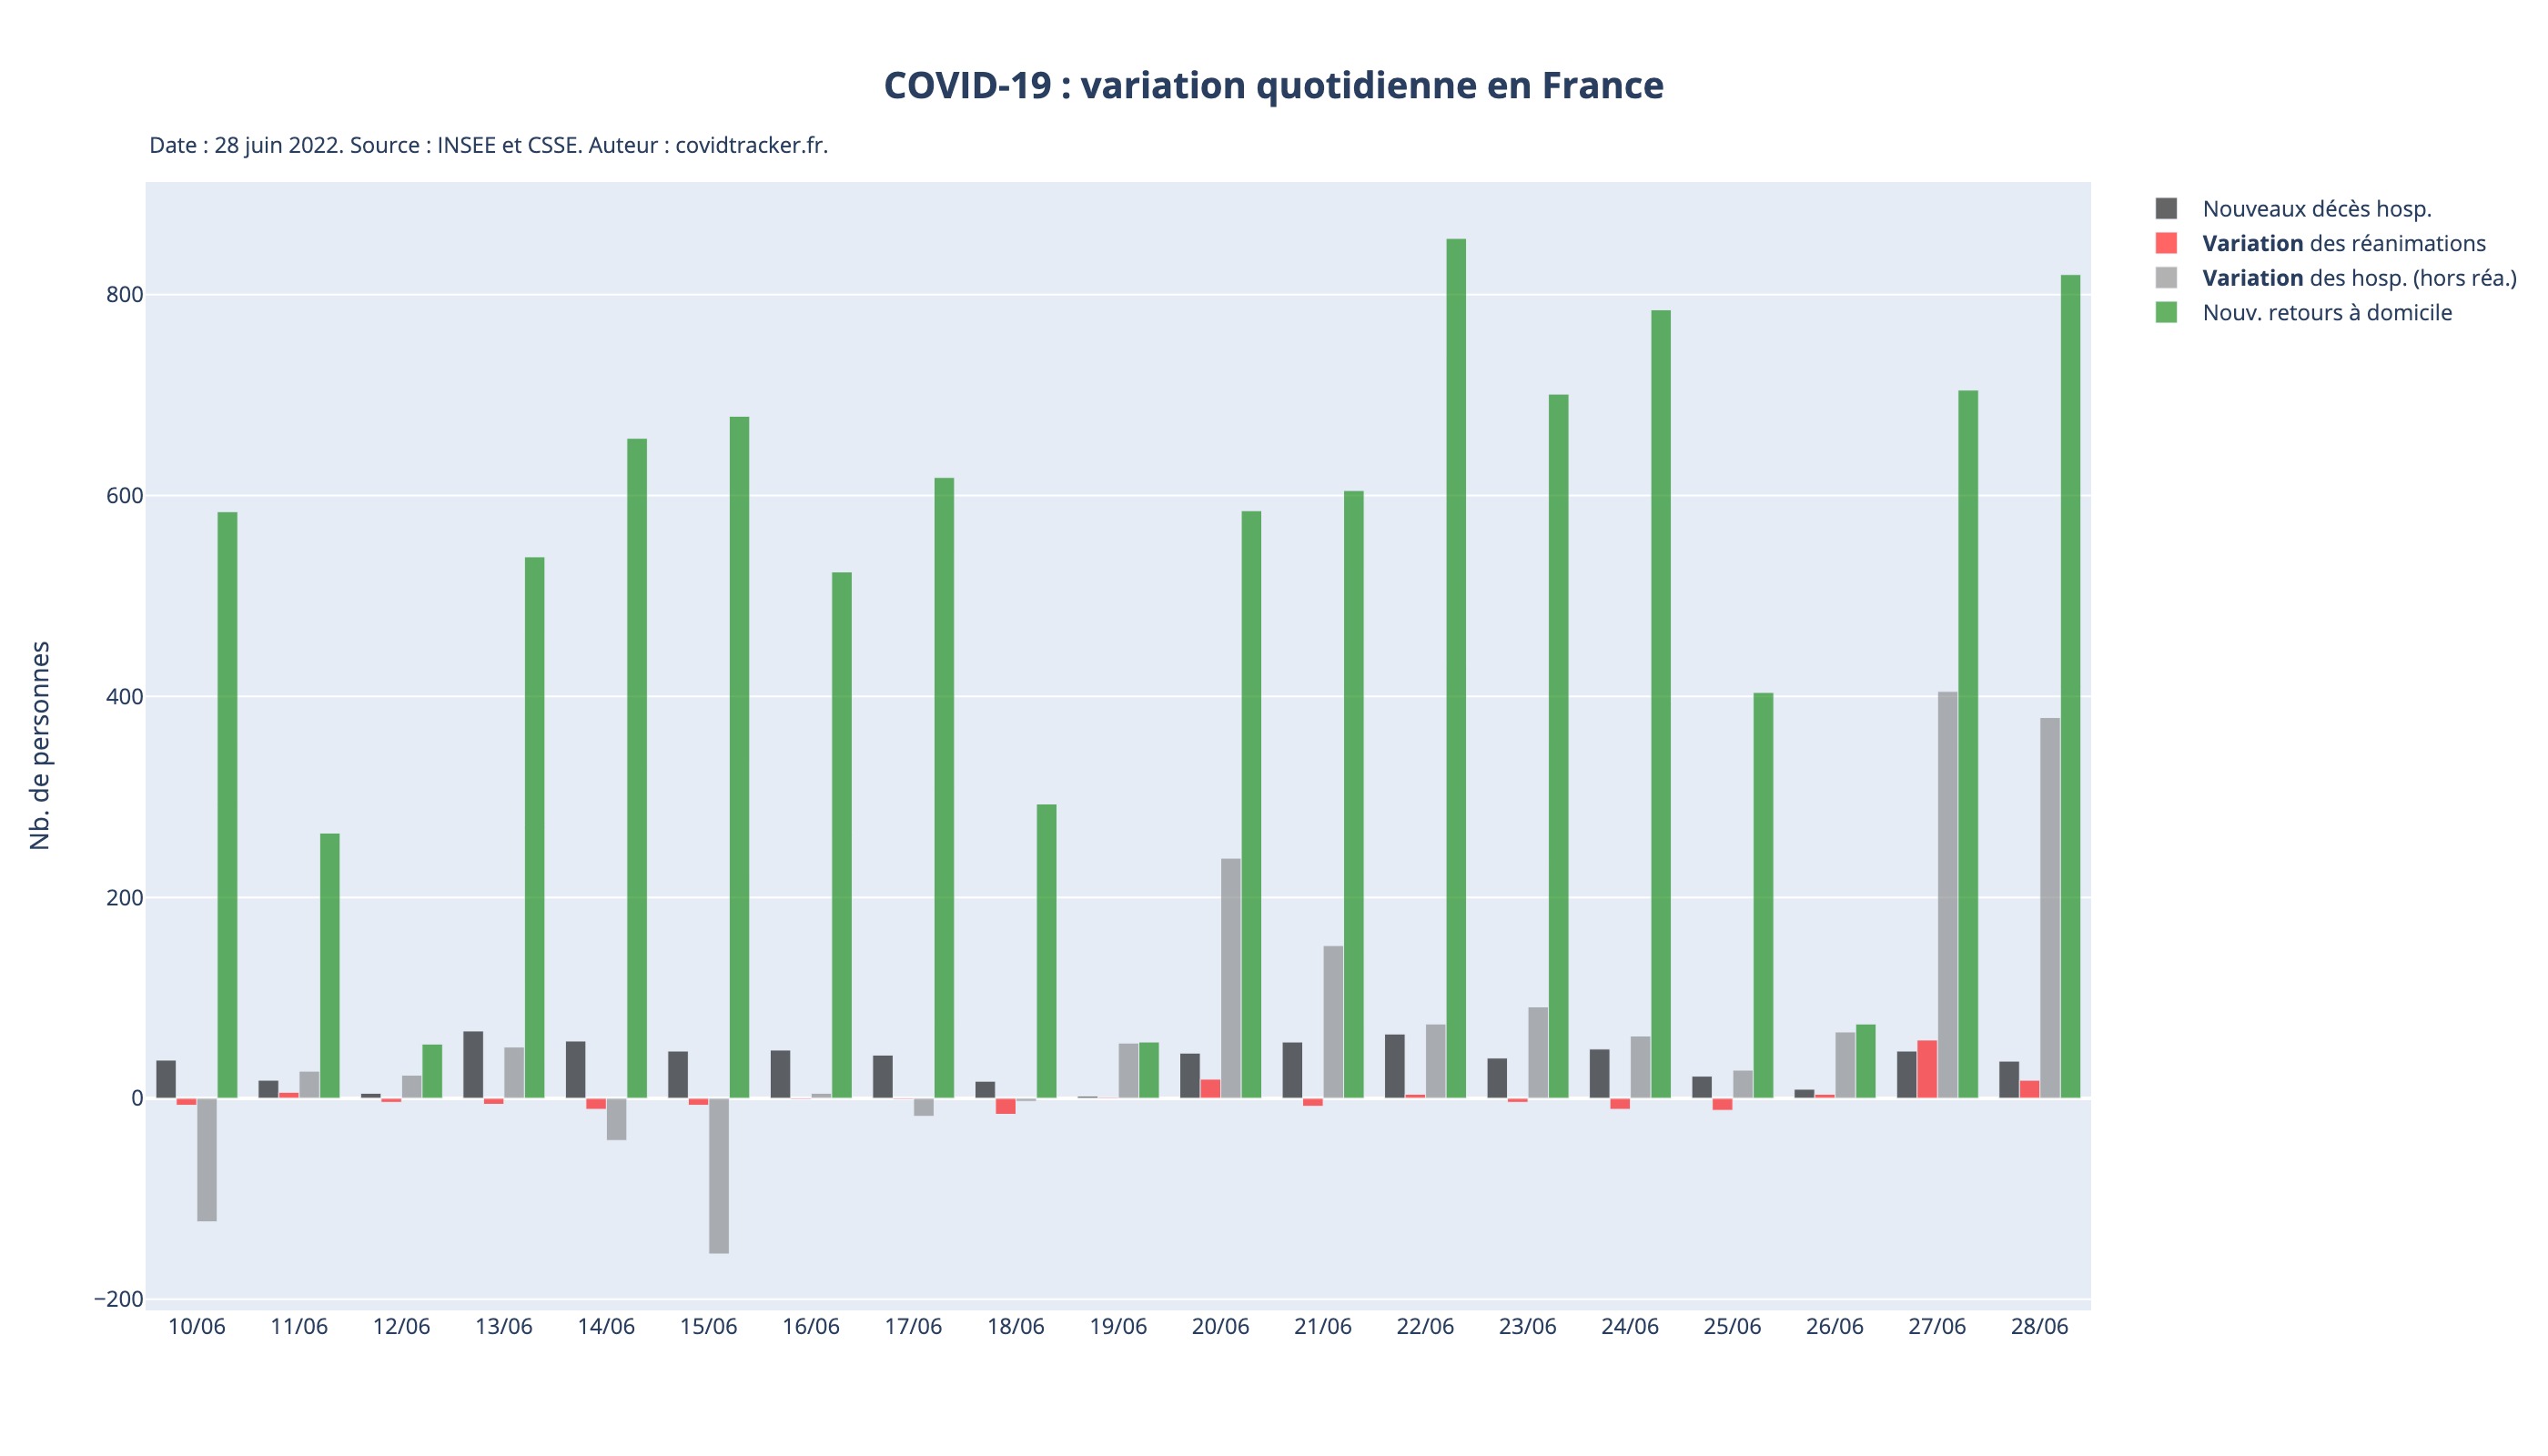 COVID-19 : variation quotidienne en France
Date : 28 juin 2022. Source : INSEE et CSSE. Auteur : covidtracker.fr.
Nouveaux décès hosp.
Variation des réanimations
Variation des hosp. (hors réa.)
Nouv. retours à domicile
Nb. de personnes
800
600
400
200
0
−200
10/06 11/06 12/06 13/06 14/06 15/06 16/06 17/06 18/06 19/06 20/06 21/06 22/06 23/06 24/06 25/06 26/06 27/06 28/06